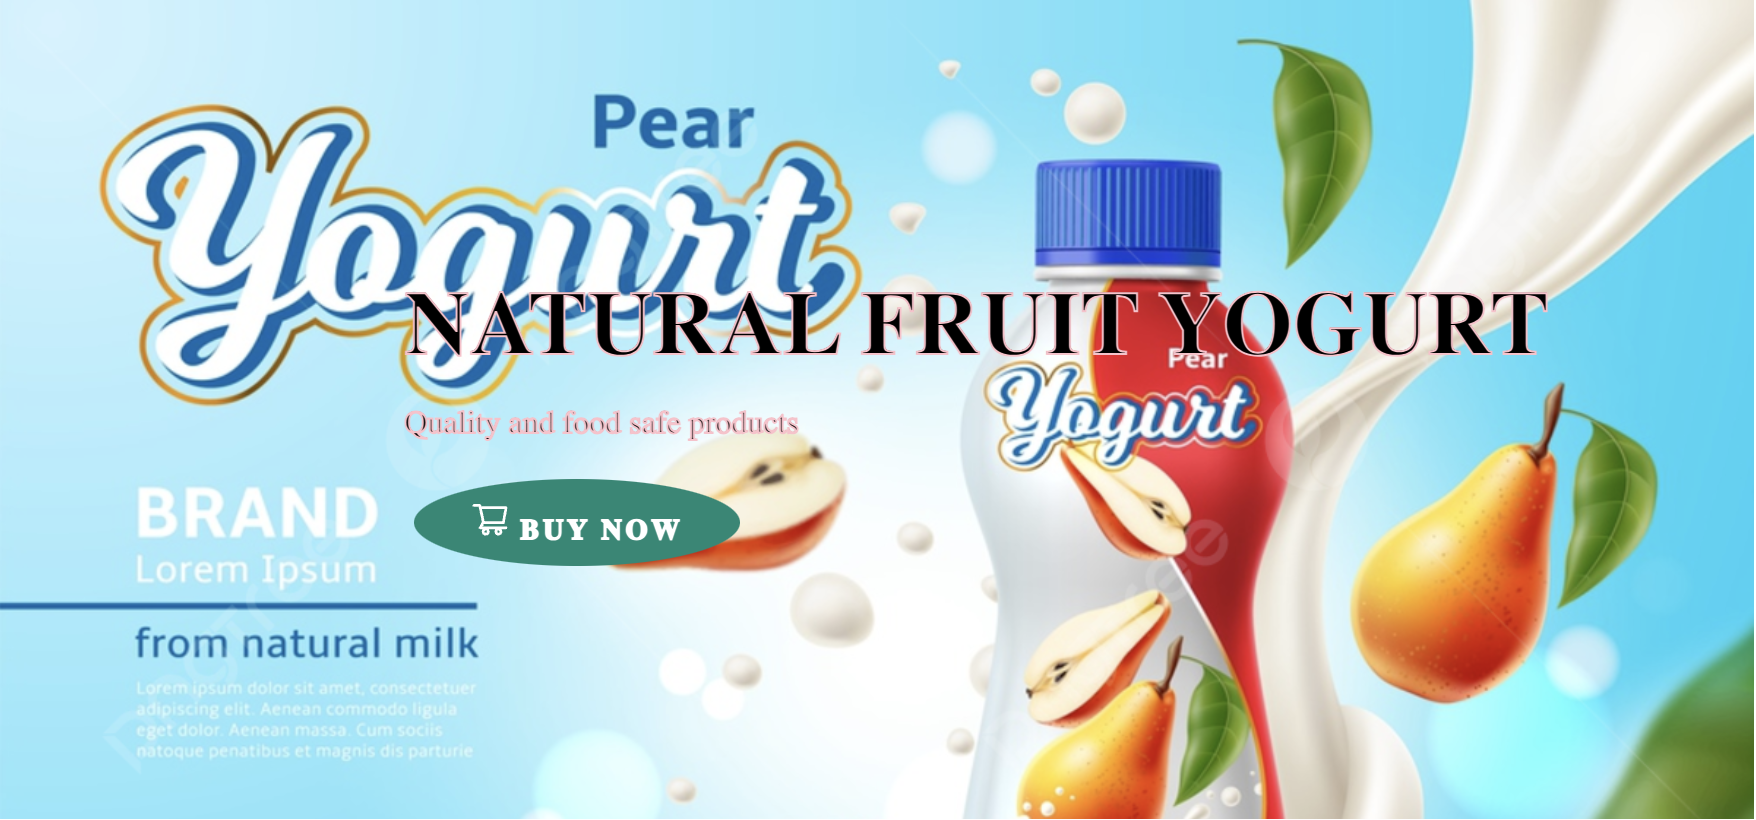 Pear
Yogurt
NATURAL FRUIT YOGURT
Pear
Yogurt
Quality and food safe products
BUY NOW
BRAND
Lorem Ipsum
from natural milk
Lorem ipsum dolor sit amet, consectetuer
adipiscing elit. Aenean commodo ligula
eget dolor. Aenean massa. Cum sociis
natoque penatibus et magnis dis parturie